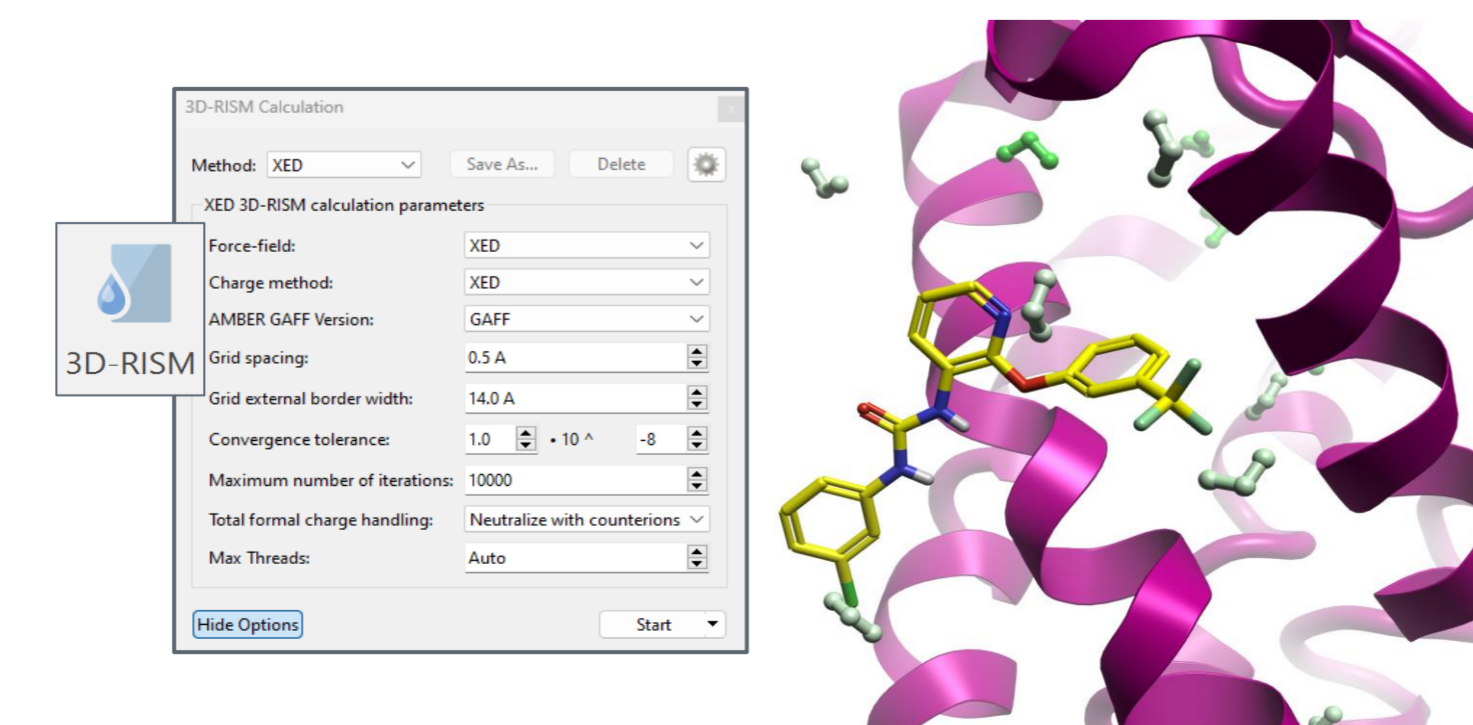 3D-RISM Calculation
x
Method: XED Save As... Delete
XED 3D-RISM calculation parameters
3D-RISM
Force-field: XED
Charge method: XED
AMBER GAFF Version: GAFF
Grid spacing: 0.5 A
Grid external border width: 14.0 A
Convergence tolerance: 1.0 • 10 ^ -8
Maximum number of iterations: 10000
Total formal charge handling: Neutralize with counterions
Max Threads: Auto
Hide Options Start